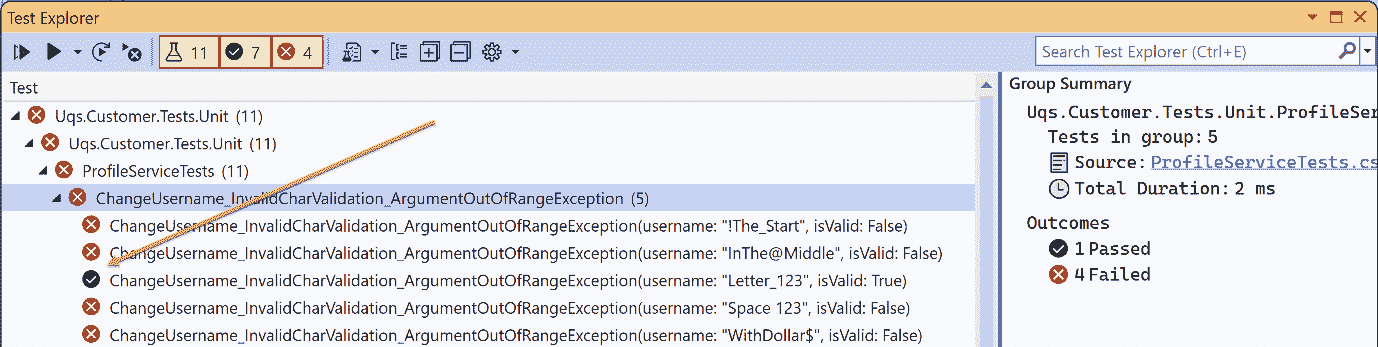 Test Explorer
11 7 4
Search Test Explorer (Ctrl+E)
Test
Uqs.Customer.Tests.Unit (11)
Uqs.Customer.Tests.Unit (11)
ProfileServiceTests (11)
ChangeUsername_InvalidCharValidation_ArgumentOutOfRangeException (5)
ChangeUsername_InvalidCharValidation_ArgumentOutOfRangeException(username: "!The_Start", isValid: False)
ChangeUsername_InvalidCharValidation_ArgumentOutOfRangeException(username: "InThe@Middle", isValid: False)
ChangeUsername_InvalidCharValidation_ArgumentOutOfRangeException(username: "Letter_123", isValid: True)
ChangeUsername_InvalidCharValidation_ArgumentOutOfRangeException(username: "Space 123", isValid: False)
ChangeUsername_InvalidCharValidation_ArgumentOutOfRangeException(username: "WithDollar$", isValid: False)
Group Summary
Uqs.Customer.Tests.Unit.ProfileSer
Tests in group: 5
Source: ProfileServiceTests.cs
Total Duration: 2 ms
Outcomes
1 Passed
4 Failed